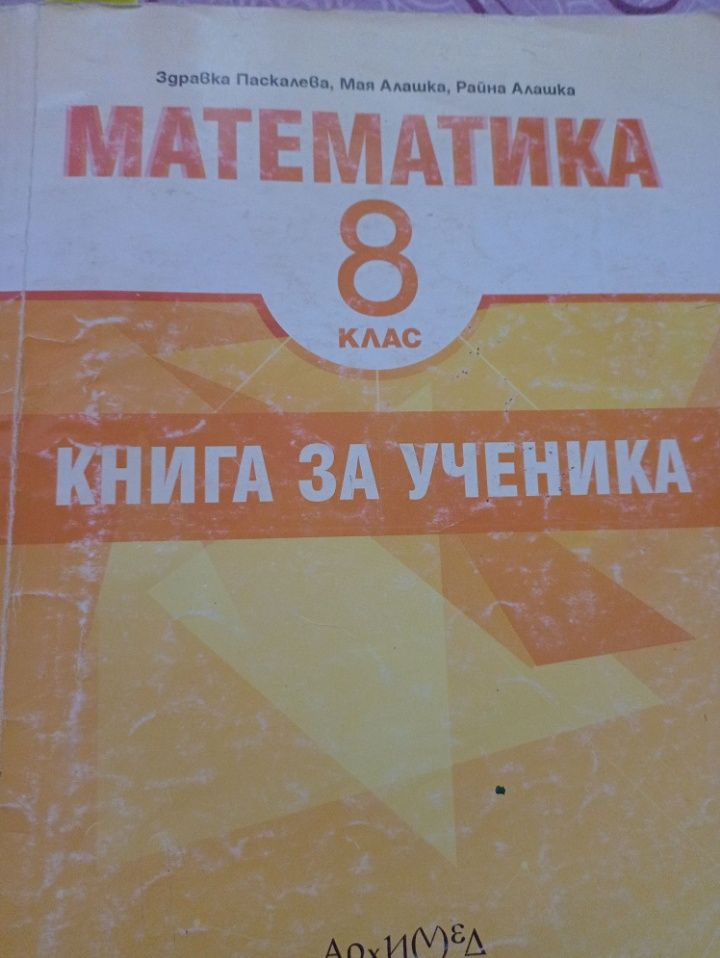 Здравка Паскалева, Мая Алашка, Райна Алашка
МАТЕМАТИКА
8
КЛАС
КНИГА ЗА УЧЕНИКА